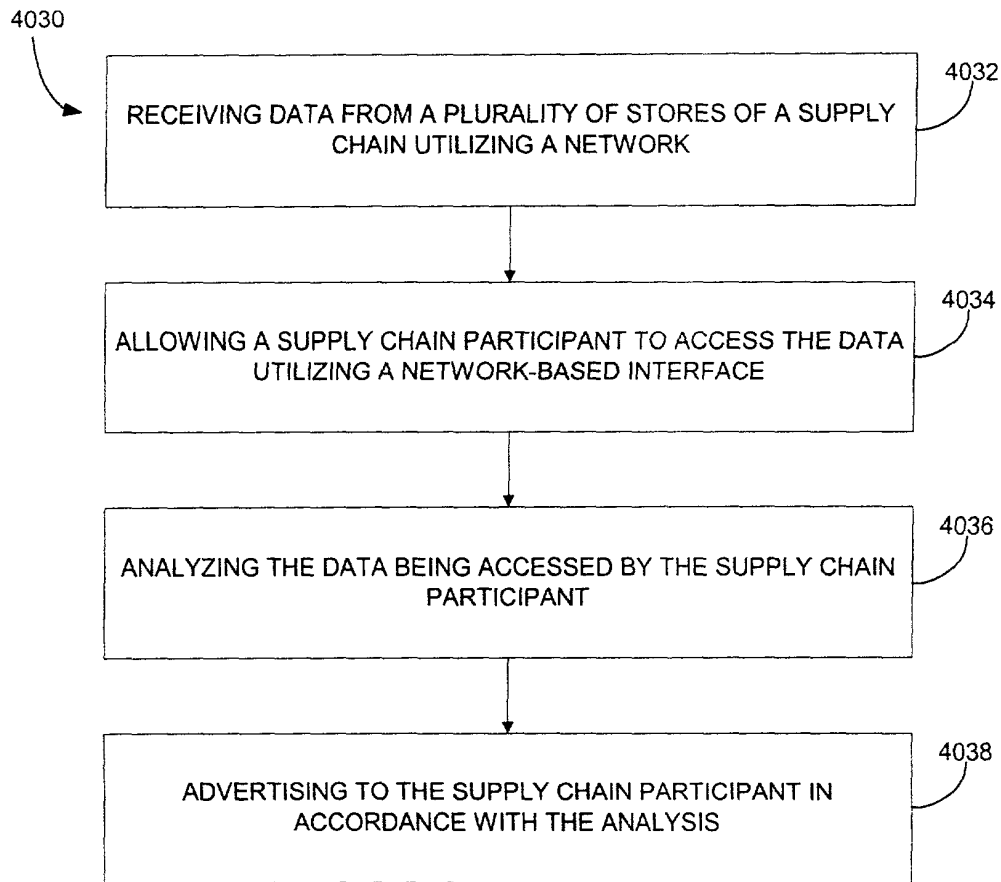 4030
4032
RECEIVING DATA FROM A PLURALITY OF STORES OF A SUPPLY
CHAIN UTILIZING A NETWORK
4034
ALLOWING A SUPPLY CHAIN PARTICIPANT TO ACCESS THE DATA
UTILIZING A NETWORK-BASED INTERFACE
4036
ANALYZING THE DATA BEING ACCESSED BY THE SUPPLY CHAIN
PARTICIPANT
4038
ADVERTISING TO THE SUPPLY CHAIN PARTICIPANT IN
ACCORDANCE WITH THE ANALYSIS